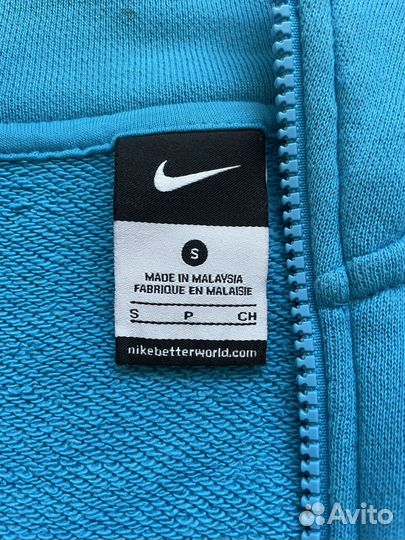 S
MADE IN MALAYSIA
FABRIQUE EN MALAISIE
S P CH
nikebetterworld.com
Avito